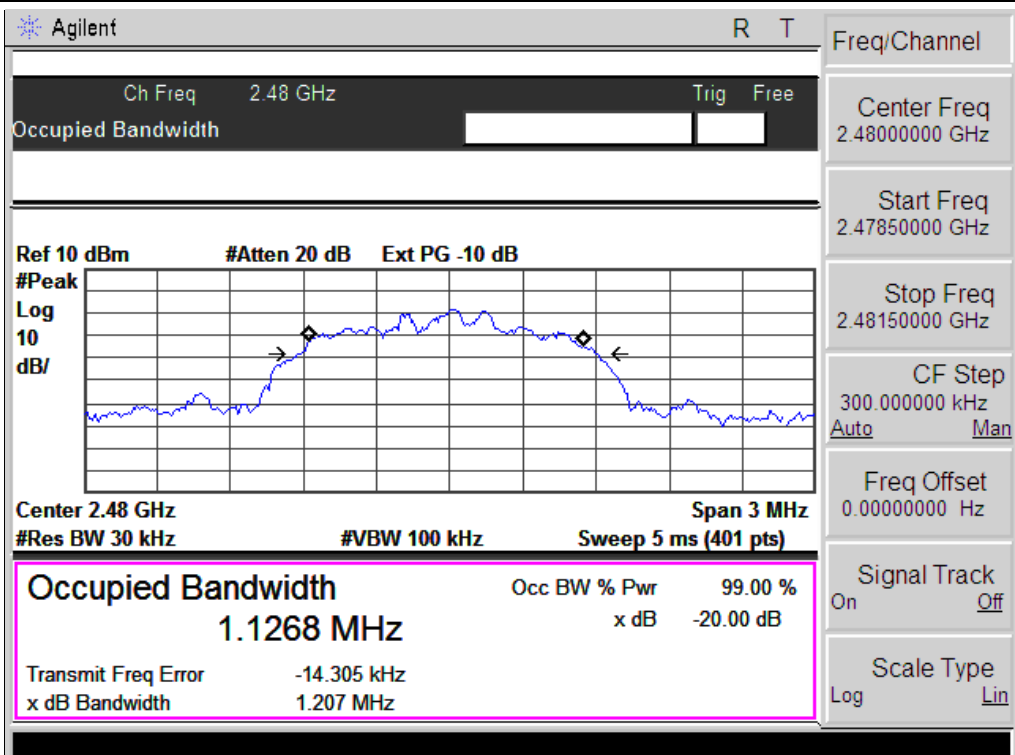 Agilent R T
Ch Freq 2.48 GHz Trig Free
Occupied Bandwidth
Ref 10 dBm #Atten 20 dB Ext PG -10 dB
#Peak
Log
10
dB/
Center 2.48 GHz Span 3 MHz
#Res BW 30 kHz #VBW 100 kHz Sweep 5 ms (401 pts)
Occupied Bandwidth Occ BW % Pwr 99.00 %
1.1268 MHz x dB -20.00 dB
Transmit Freq Error -14.305 kHz
x dB Bandwidth 1.207 MHz
Freq/Channel
Center Freq
2.48000000 GHz
Start Freq
2.47850000 GHz
Stop Freq
2.48150000 GHz
CF Step
300.000000 kHz
Auto Man
Freq Offset
0.00000000 Hz
Signal Track
On Off
Scale Type
Log Lin